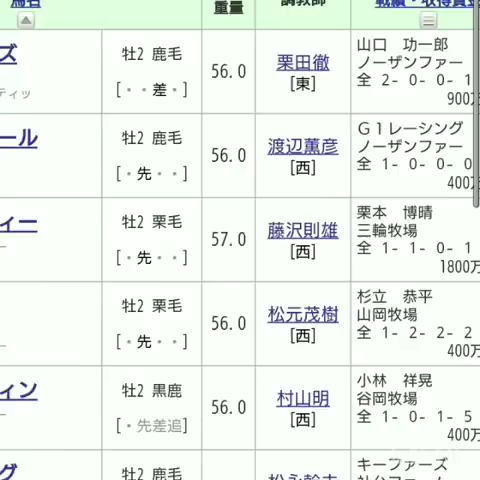 馬名
重量
調教師
戦績・収得賞金
ズ
ティッ
牡2 鹿毛
[・・差・]
56.0
栗田徹
[東]
山口 功一郎
ノーザンファー
全 2- 0- 0- 1
900万
ール
牡2 鹿毛
[・先・・]
56.0
渡辺薫彦
[西]
G1レーシング
ノーザンファー
全 1- 0- 0- 0
400万
ィー
牡2 栗毛
[・先・・]
57.0
藤沢則雄
[西]
栗本 博晴
三輪牧場
全 1- 1- 0- 1
1800万
牡2 栗毛
[・先・・]
56.0
松元茂樹
[西]
杉立 恭平
山岡牧場
全 1- 2- 2- 2
400万
ィン
牡2 黒鹿
[・先差追]
56.0
村山明
[西]
小林 祥晃
谷岡牧場
全 1- 0- 1- 5
400万
グ
牡2 鹿毛
キーファーズ